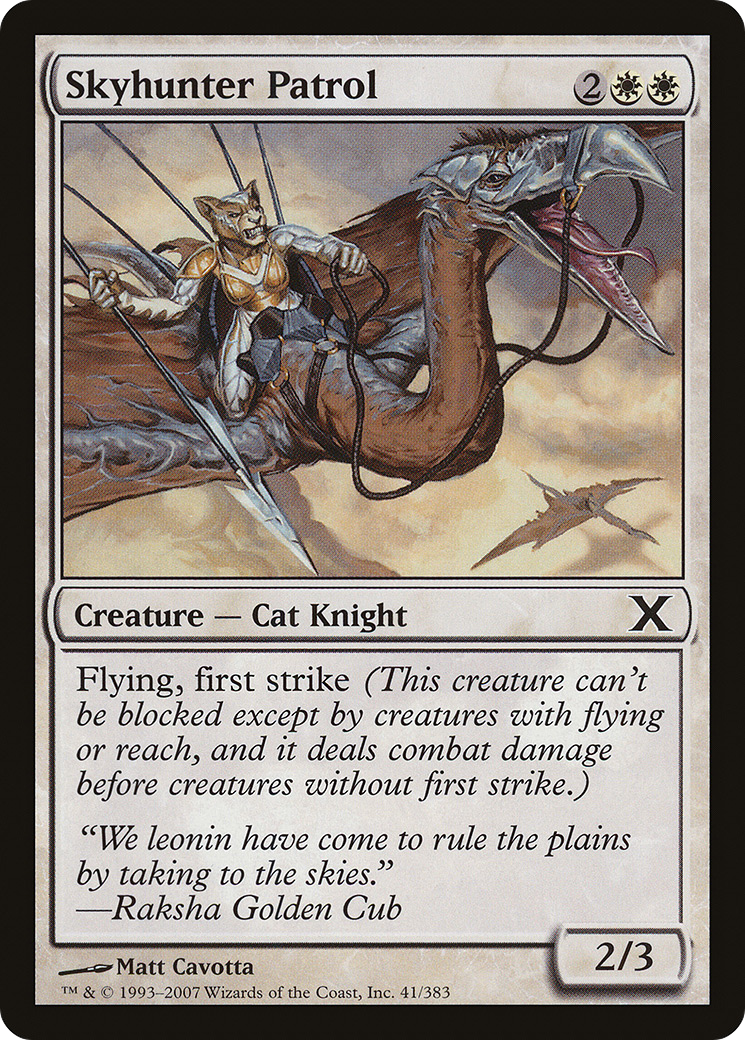 Skyhunter Patrol 2
Creature — Cat Knight X
Flying, first strike (This creature can't
be blocked except by creatures with flying
or reach, and it deals combat damage
before creatures without first strike.)
“We leonin have come to rule the plains
by taking to the skies.”
—Raksha Golden Cub
2/3
Matt Cavotta
™ & © 1993–2007 Wizards of the Coast, Inc. 41/383